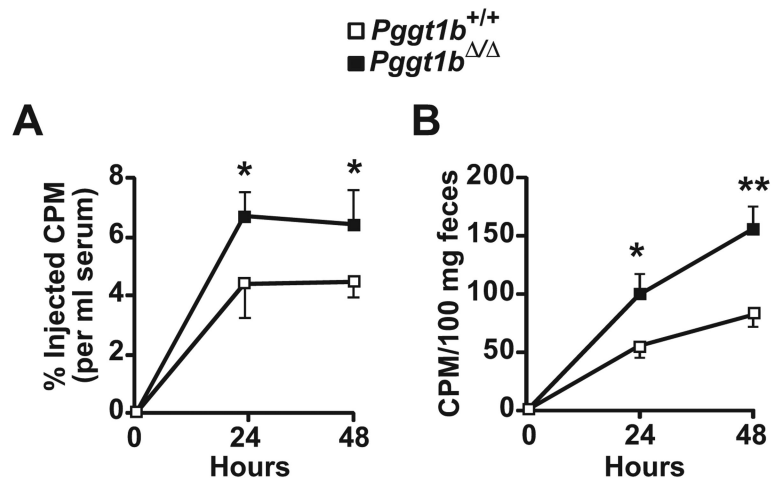 Pggt1b+/+
Pggt1bΔ/Δ
A
B
% Injected CPM
(per ml serum)
8
6
4
2
0
* *
0 24 48
Hours
CPM/100 mg feces
200
150
100
50
0
* **
0 24 48
Hours